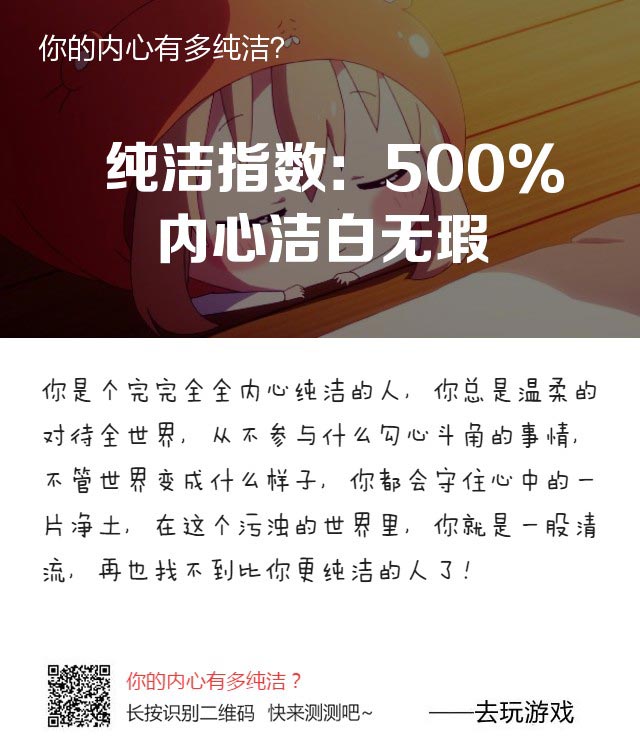 你的内心有多纯洁?
纯洁指数：500%
内心洁白无瑕
你是个完完全全内心纯洁的人，你总是温柔的
对待全世界，从不参与什么勾心斗角的事情，
不管世界变成什么样子，你都会守住心中的一
片净土，在这个污浊的世界里，你就是一股清
流，再也找不到比你更纯洁的人了！
你的内心有多纯洁？
长按识别二维码 快来测测吧~
——去玩游戏